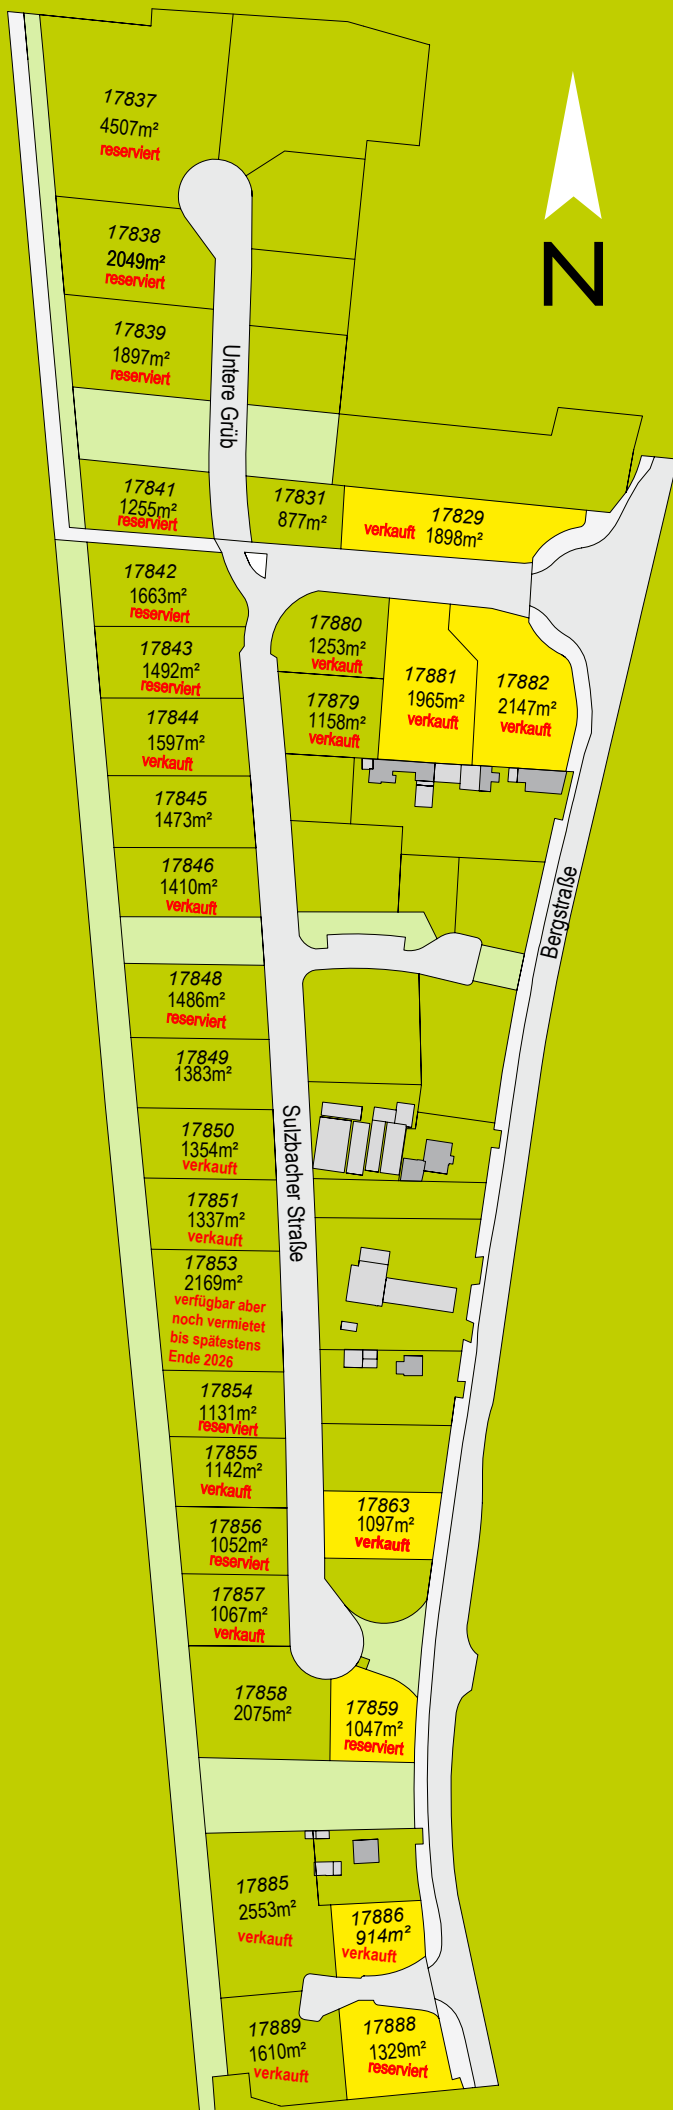 17837
4507m²
reserviert
N
17838
2049m²
reserviert
17839
1897m²
reserviert
Untere Grüb
17841
1255m²
reserviert
17831
877m²
17829
verkauft 1898m²
17842
1663m²
reserviert
17880
1253m²
verkauft
17843
1492m²
reserviert
17881
1965m²
verkauft
17882
2147m²
verkauft
17879
1158m²
verkauft
17844
1597m²
verkauft
17845
1473m²
17846
1410m²
verkauft
Bergstraße
17848
1486m²
reserviert
17849
1383m²
17850
1354m²
verkauft
Sulzbacher Straße
17851
1337m²
verkauft
17853
2169m²
verfügbar aber
noch vermietet
bis spätestens
Ende 2026
17854
1131m²
reserviert
17855
1142m²
verkauft
17863
1097m²
verkauft
17856
1052m²
reserviert
17857
1067m²
verkauft
17858
2075m²
17859
1047m²
reserviert
17885
2553m²
verkauft
17886
914m²
verkauft
17889
1610m²
verkauft
17888
1329m²
reserviert